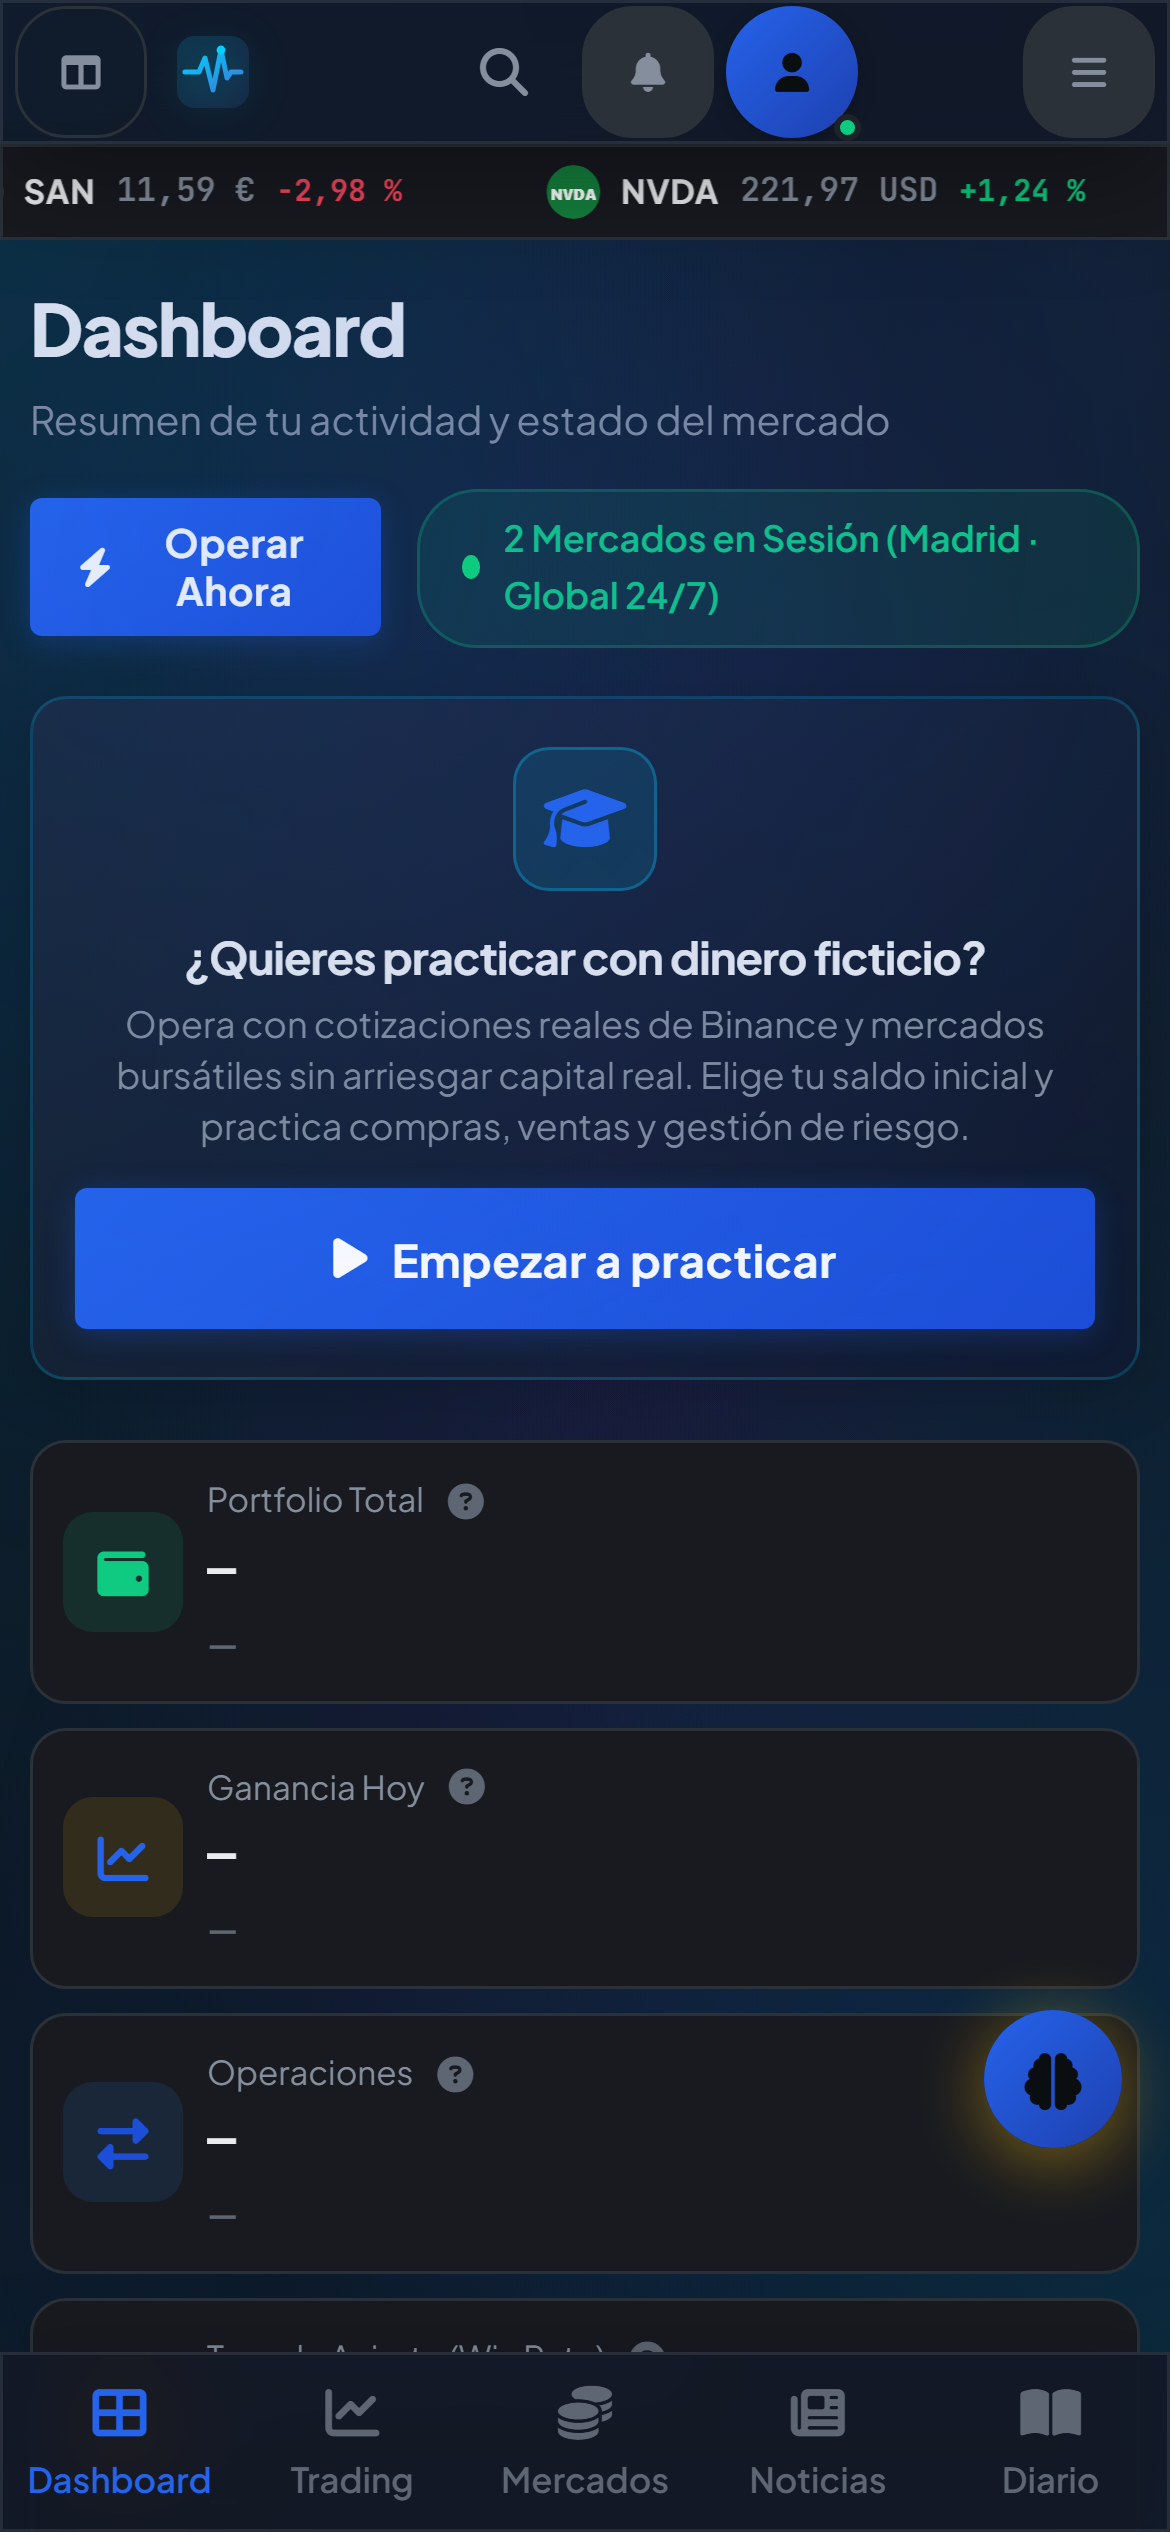 SAN 11,59 € -2,98 % NVDA NVDA 221,97 USD +1,24 %
Dashboard
Resumen de tu actividad y estado del mercado
Operar
Ahora
2 Mercados en Sesión (Madrid ·
Global 24/7)
¿Quieres practicar con dinero ficticio?
Opera con cotizaciones reales de Binance y mercados
bursátiles sin arriesgar capital real. Elige tu saldo inicial y
practica compras, ventas y gestión de riesgo.
Empezar a practicar
Portfolio Total ?
—
—
Ganancia Hoy ?
—
—
Operaciones ?
—
—
Dashboard Trading Mercados Noticias Diario